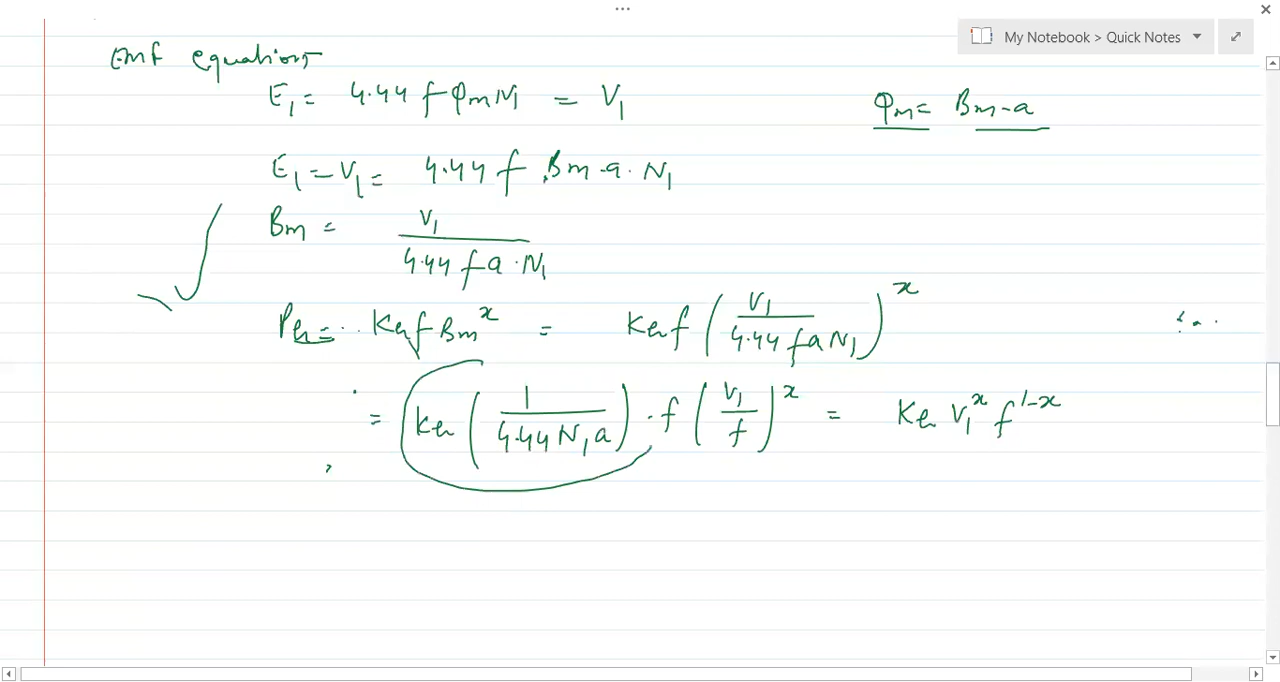 My Notebook > Quick Notes
Emf equations
E₁ = 4.44 f φm N₁ = V₁
φm = Bm - a
E₁ = V₁ = 4.44 f . Bm - a . N₁
Bm = V₁ / 4.44 f a . N₁
Ph = Kh f Bm^x = Kh f (V₁ / 4.44 f a N₁)^x
= Kh (1 / 4.44 N₁ a) . f (V₁ / f)^x = Kh V₁^x f^1-x